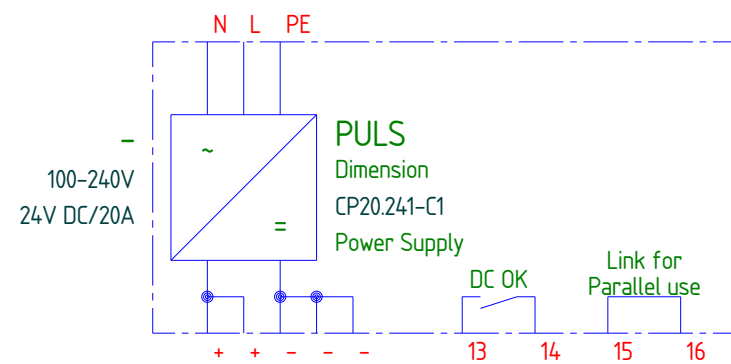 N L PE
-
100-240V
24V DC/20A
~
=
PULS
Dimension
CP20.241-C1
Power Supply
DC OK
Link for
Parallel use
+ + - - - 13 14 15 16